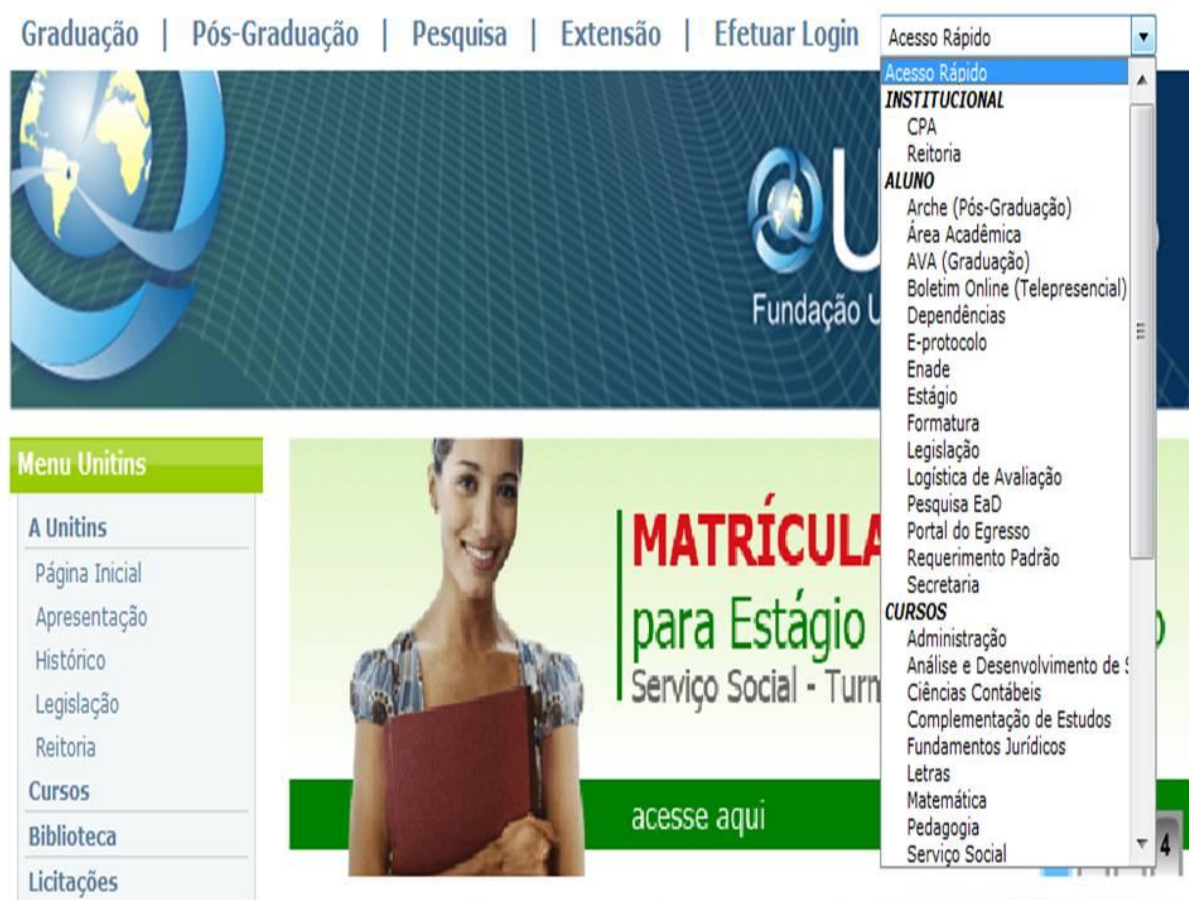 Graduação | Pós-Graduação | Pesquisa | Extensão | Efetuar Login
Acesso Rápido
Acesso Rápido
INSTITUCIONAL
CPA
Reitoria
ALUNO
Arche (Pós-Graduação)
Área Acadêmica
AVA (Graduação)
Boletim Online (Telepresencial)
Dependências
E-protocolo
Enade
Estágio
Formatura
Legislação
Logística de Avaliação
Pesquisa EaD
Portal do Egresso
Requerimento Padrão
Secretaria
CURSOS
Administração
Análise e Desenvolvimento de S
Ciências Contábeis
Complementação de Estudos
Fundamentos Jurídicos
Letras
Matemática
Pedagogia
Serviço Social
U
Fundação U
Menu Unitins
A Unitins
Página Inicial
Apresentação
Histórico
Legislação
Reitoria
Cursos
Biblioteca
Licitações
MATRÍCULA
para Estágio
Serviço Social - Turm
acesse aqui
4